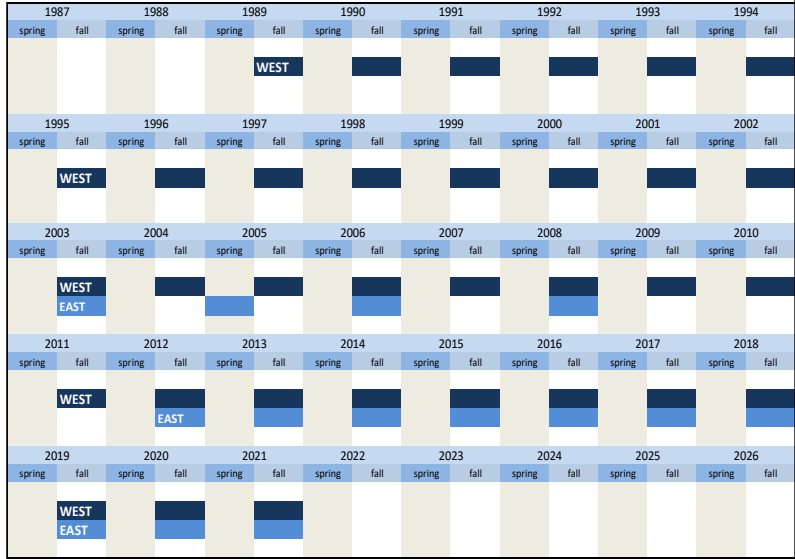 1987 1988 1989 1990 1991 1992 1993 1994
spring fall spring fall spring fall spring fall spring fall spring fall spring fall spring fall
WEST
1995 1996 1997 1998 1999 2000 2001 2002
spring fall spring fall spring fall spring fall spring fall spring fall spring fall spring fall
WEST
2003 2004 2005 2006 2007 2008 2009 2010
spring fall spring fall spring fall spring fall spring fall spring fall spring fall spring fall
WEST
EAST
2011 2012 2013 2014 2015 2016 2017 2018
spring fall spring fall spring fall spring fall spring fall spring fall spring fall spring fall
WEST
EAST
2019 2020 2021 2022 2023 2024 2025 2026
spring fall spring fall spring fall spring fall spring fall spring fall spring fall spring fall
WEST
EAST